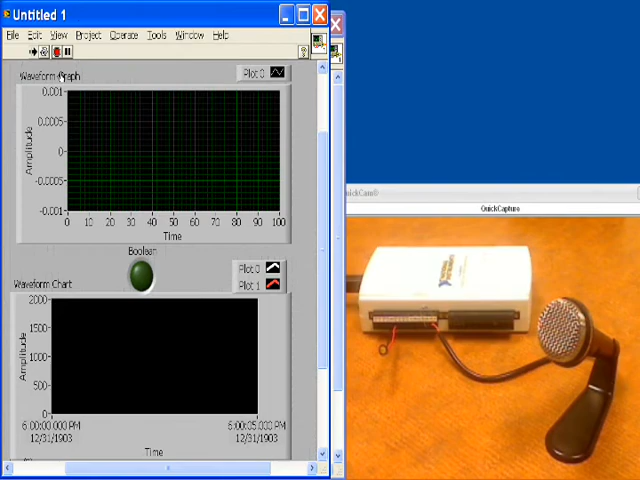 Untitled 1
File Edit View Project Operate Tools Window Help
Waveform Graph
Plot 0
0.001
0.0005
0
-0.0005
-0.001
Amplitude
0 10 20 30 40 50 60 70 80 90 100
Time
Boolean
Plot 0
Plot 1
Waveform Chart
2000
1500
1000
500
0
Amplitude
6:00:00.000 PM
12/31/1903
6:00:05.000 PM
12/31/1903
Time
QuickCapture